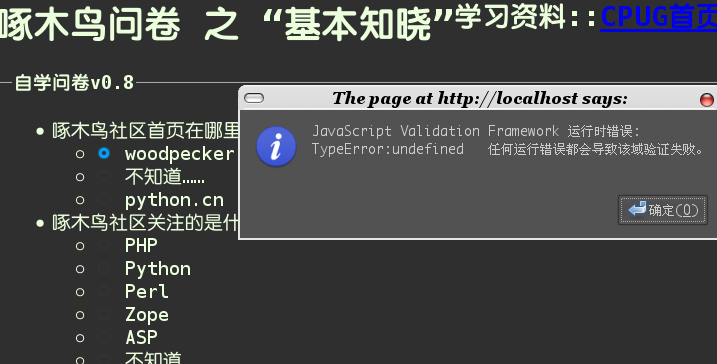 啄木鸟问卷 之 “基本知晓”学习资料::CPUG首页
自学问卷v0.8
The page at http://localhost says:
JavaScript Validation Framework 运行时错误:
TypeError:undefined 任何运行错误都会导致该域验证失败。
确定(O)
啄木鸟社区首页在哪里
woodpecker
不知道……
python.cn
啄木鸟社区关注的是什
PHP
Python
Perl
Zope
ASP
不知道